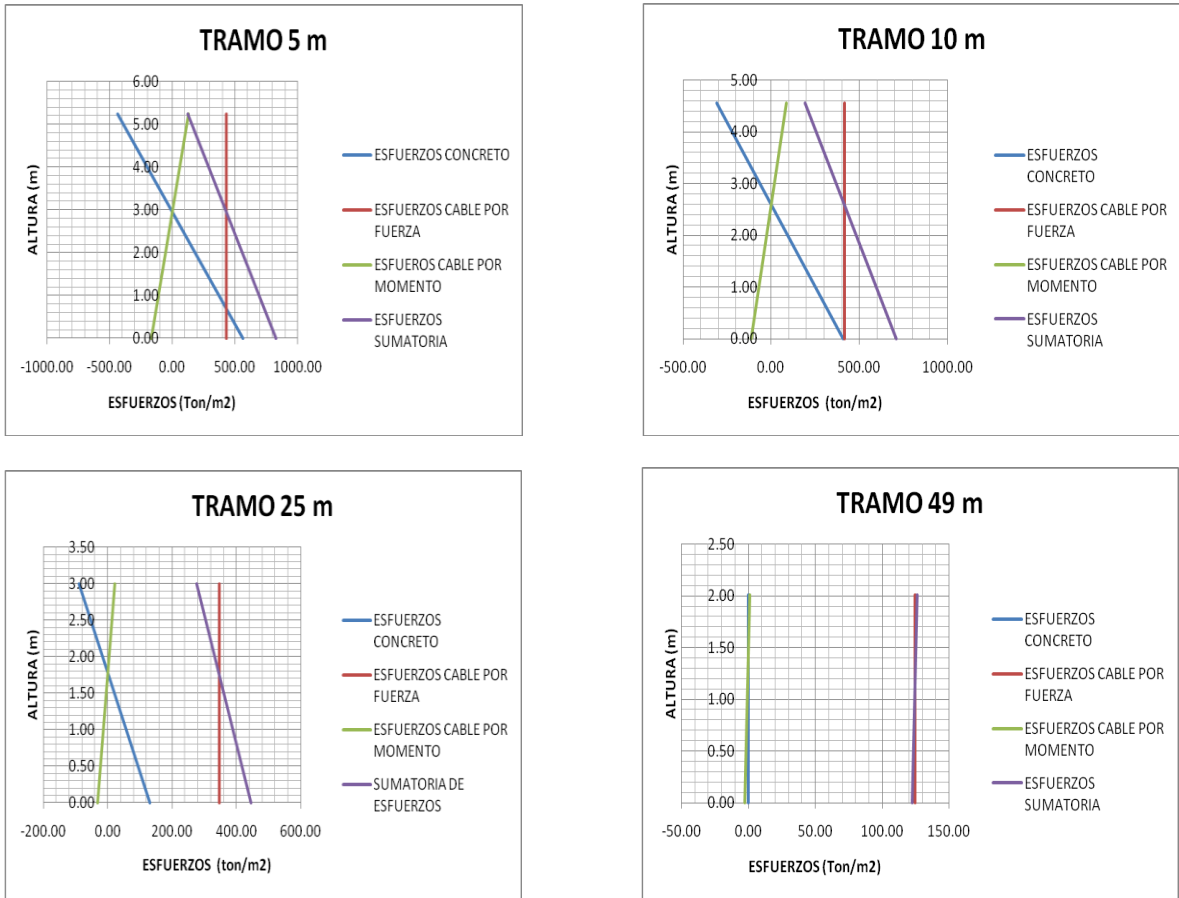 TRAMO 5 m
6.00
5.00
4.00
3.00
2.00
1.00
0.00
-1000.00 -500.00 0.00 500.00 1000.00
ALTURA (m)
ESFUERZOS (Ton/m2)
ESFUERZOS CONCRETO
ESFUERZOS CABLE POR
FUERZA
ESFUEROS CABLE POR
MOMENTO
ESFUERZOS
SUMATORIA
TRAMO 10 m
5.00
4.00
3.00
2.00
1.00
0.00
-500.00 0.00 500.00 1000.00
ALTURA (m)
ESFUERZOS (ton/m2)
ESFUERZOS
CONCRETO
ESFUERZOS CABLE POR
FUERZA
ESFUERZOS CABLE POR
MOMENTO
ESFUERZOS
SUMATORIA
TRAMO 25 m
3.50
3.00
2.50
2.00
1.50
1.00
0.50
0.00
-200.00 0.00 200.00 400.00 600.00
ALTURA (m)
ESFUERZOS (ton/m2)
ESFUERZOS
CONCRETO
ESFUERZOS CABLE POR
FUERZA
ESFUERZOS CABLE POR
MOMENTO
SUMATORIA DE
ESFUERZOS
TRAMO 49 m
2.50
2.00
1.50
1.00
0.50
0.00
-50.00 0.00 50.00 100.00 150.00
ALTURA (m)
ESFUERZOS (Ton/m2)
ESFUERZOS
CONCRETO
ESFUERZOS CABLE POR
FUERZA
ESFUERZOS CABLE POR
MOMENTO
ESFUERZOS
SUMATORIA